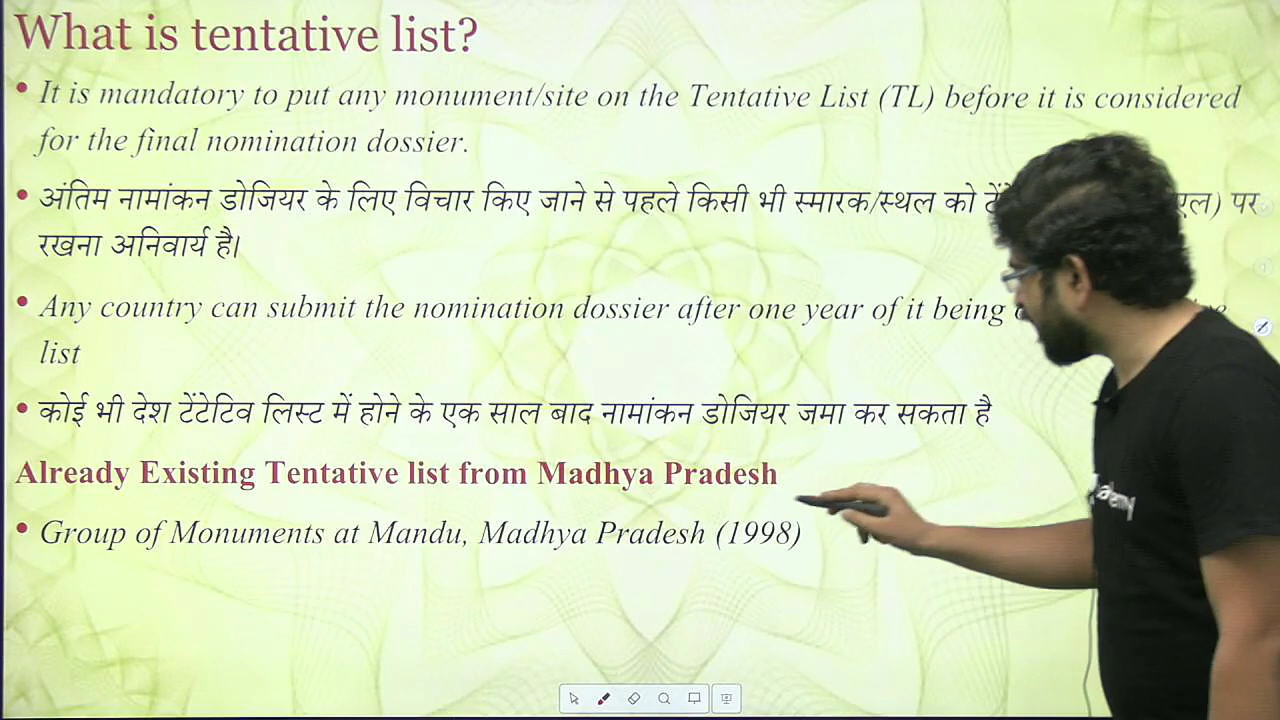 What is tentative list?
• It is mandatory to put any monument/site on the Tentative List (TL) before it is considered
for the final nomination dossier.
• अंतिम नामांकन डोजियर के लिए विचार किए जाने से पहले किसी भी स्मारक/स्थल को पर
रखना अनिवार्य है।
• Any country can submit the nomination dossier after one year of it being
list
• कोई भी देश टेंटेटिव लिस्ट में होने के एक साल बाद नामांकन डोजियर जमा कर सकता है
Already Existing Tentative list from Madhya Pradesh
• Group of Monuments at Mandu, Madhya Pradesh (1998)